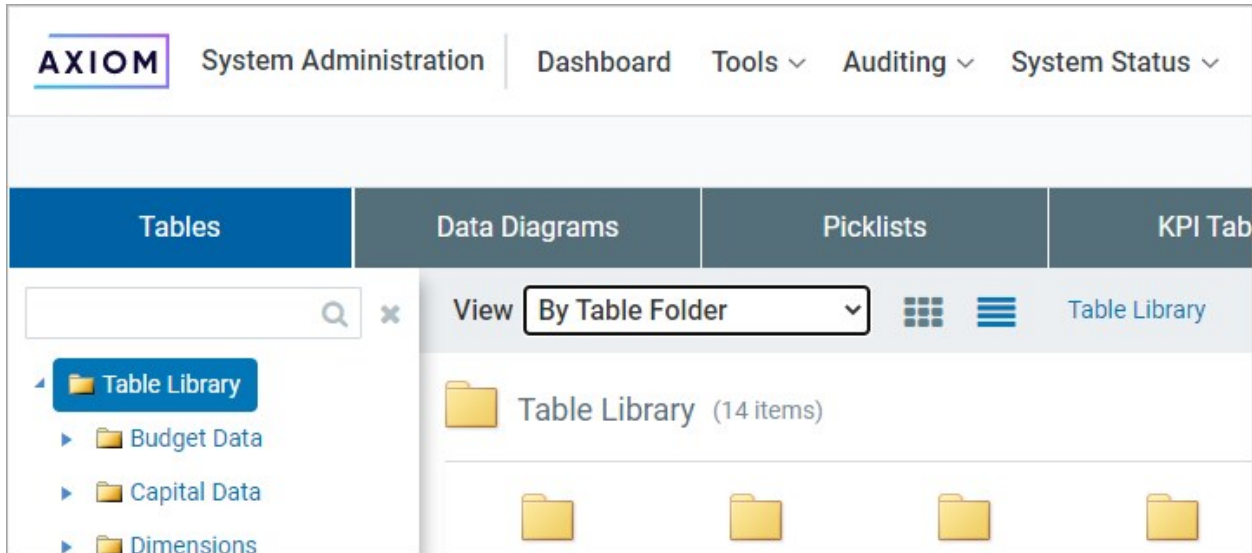 AXIOM System Administration Dashboard Tools Auditing System Status
Tables Data Diagrams Picklists KPI Tab
View By Table Folder Table Library
Table Library
Table Library (14 items)
Budget Data
Capital Data
Dimensions